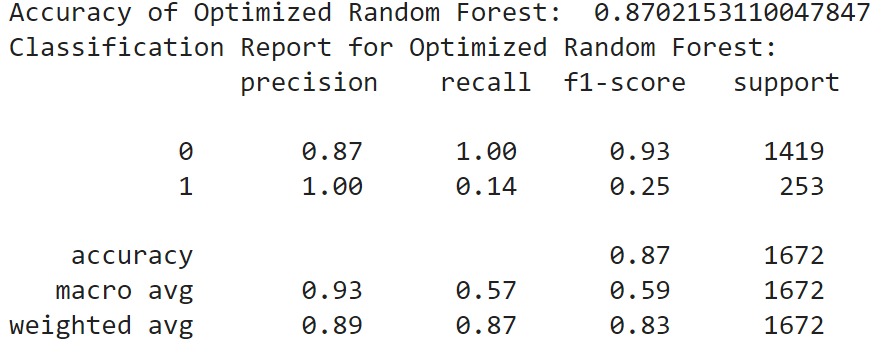 Accuracy of Optimized Random Forest:  0.8702153110047847
Classification Report for Optimized Random Forest:
              precision    recall  f1-score   support

           0       0.87      1.00      0.93      1419
           1       1.00      0.14      0.25       253

    accuracy                           0.87      1672
   macro avg       0.93      0.57      0.59      1672
weighted avg       0.89      0.87      0.83      1672